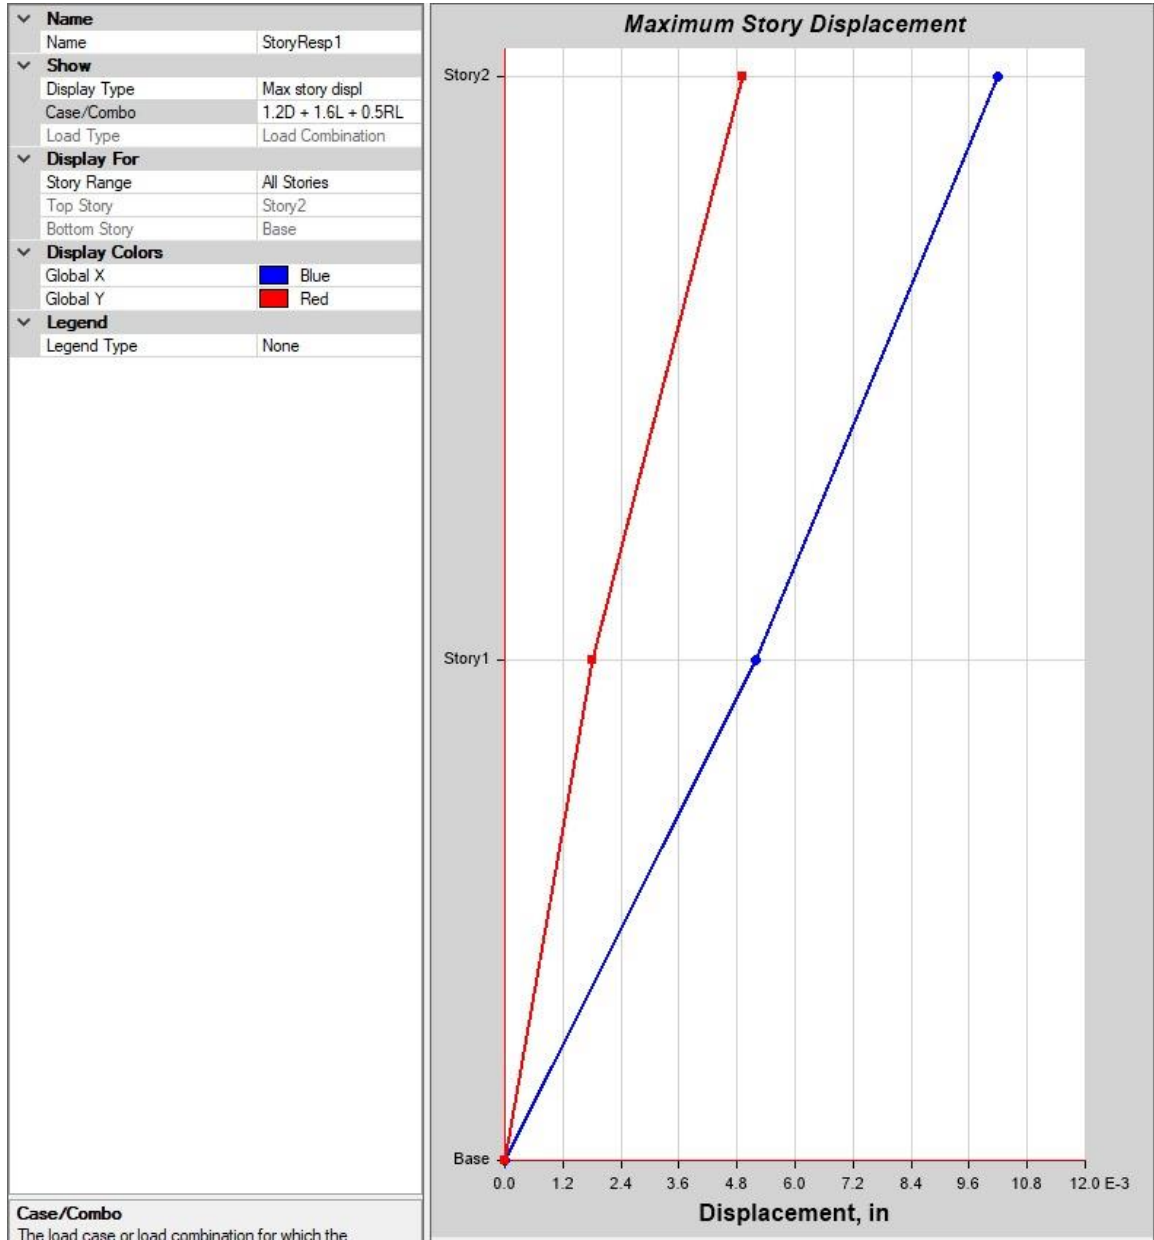 Name
Name StoryResp1
Show
Display Type Max story displ
Case/Combo 1.2D + 1.6L + 0.5RL
Load Type Load Combination
Display For
Story Range All Stories
Top Story Story2
Bottom Story Base
Display Colors
Global X Blue
Global Y Red
Legend
Legend Type None
Case/Combo
The load case or load combination for which the
Maximum Story Displacement
Story2
Story1
Base
0.0 1.2 2.4 3.6 4.8 6.0 7.2 8.4 9.6 10.8 12.0 E-3
Displacement, in